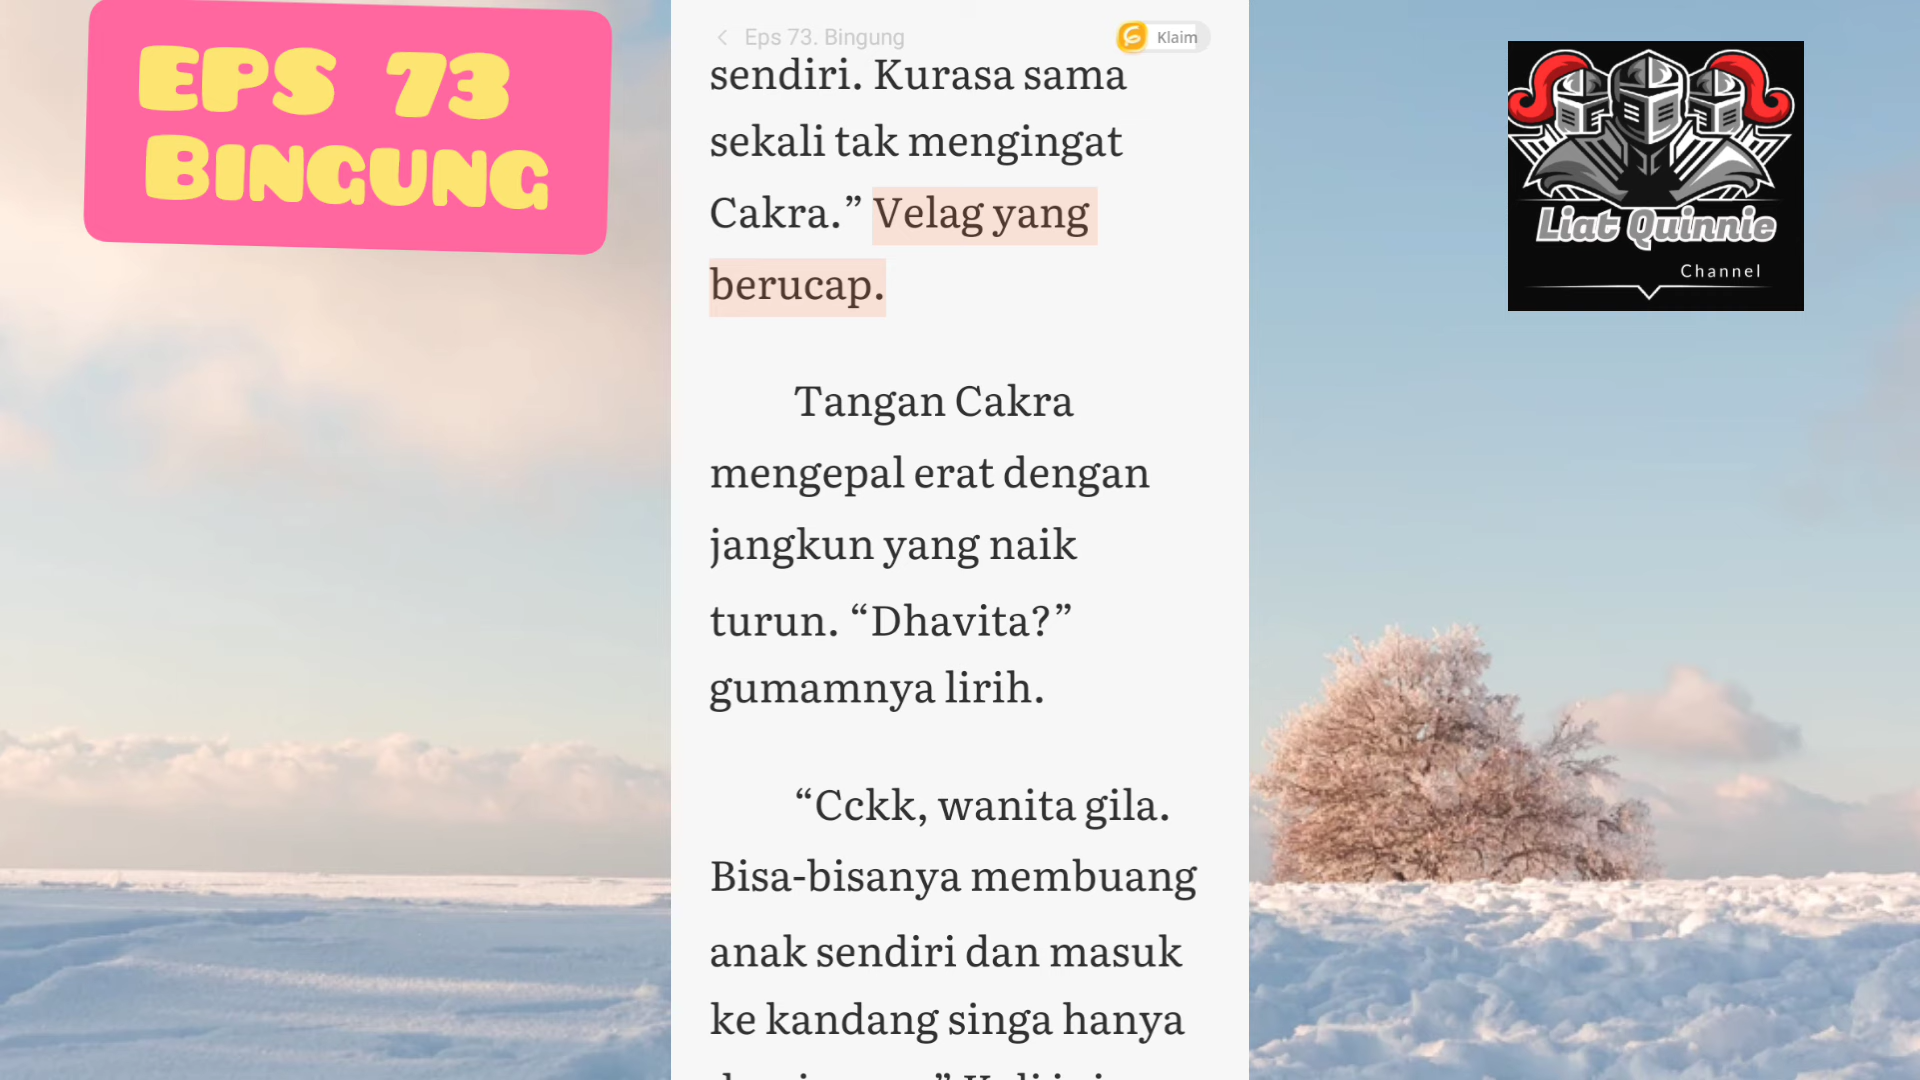 EPS 73
BINGUNG
Eps 73. Bingung
Klaim
sendiri. Kurasa sama
sekali tak mengingat
Cakra.” Velag yang
berucap.
Tangan Cakra
mengepal erat dengan
jangkun yang naik
turun. “Dhavita?”
gumamnya lirih.
“Cckk, wanita gila.
Bisa-bisanya membuang
anak sendiri dan masuk
ke kandang singa hanya
Liat Quinnie
Channel